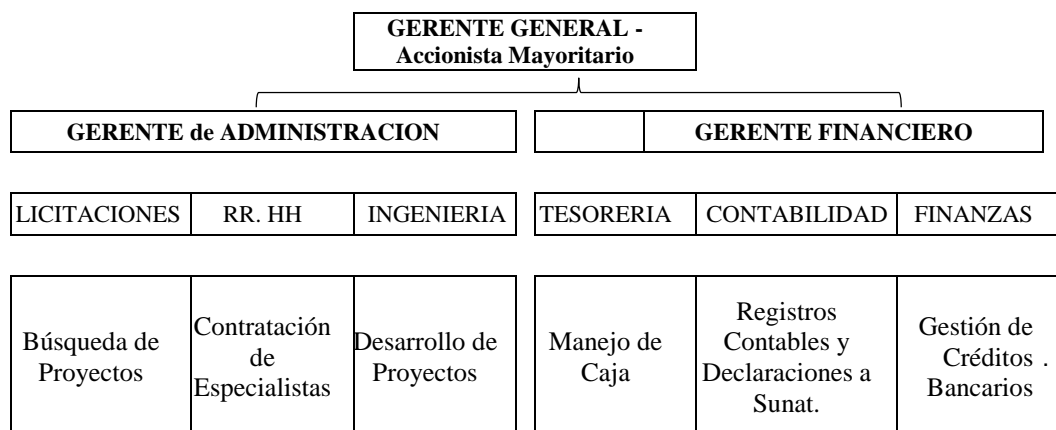 GERENTE GENERAL -
Accionista Mayoritario
GERENTE de ADMINISTRACION
GERENTE FINANCIERO
LICITACIONES
RR. HH
INGENIERIA
TESORERIA
CONTABILIDAD
FINANZAS
Búsqueda de
Proyectos
Contratación
de
Especialistas
Desarrollo de
Proyectos
Manejo de
Caja
Registros
Contables y
Declaraciones a
Sunat.
Gestión de
Créditos .
Bancarios